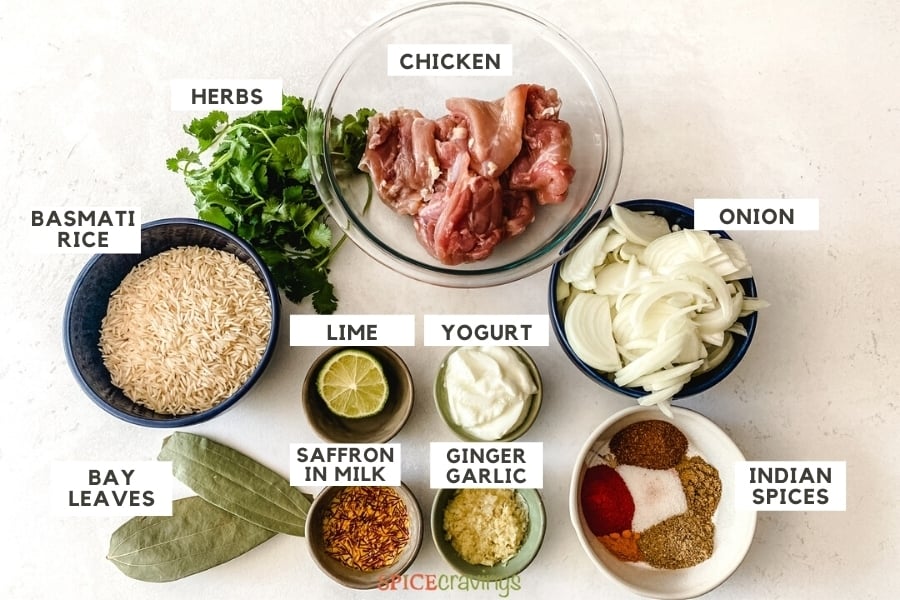 CHICKEN
HERBS
BASMATI
RICE
ONION
LIME
YOGURT
SAFFRON
IN MILK
GINGER
GARLIC
BAY
LEAVES
INDIAN
SPICES
SPICECRAVINGS